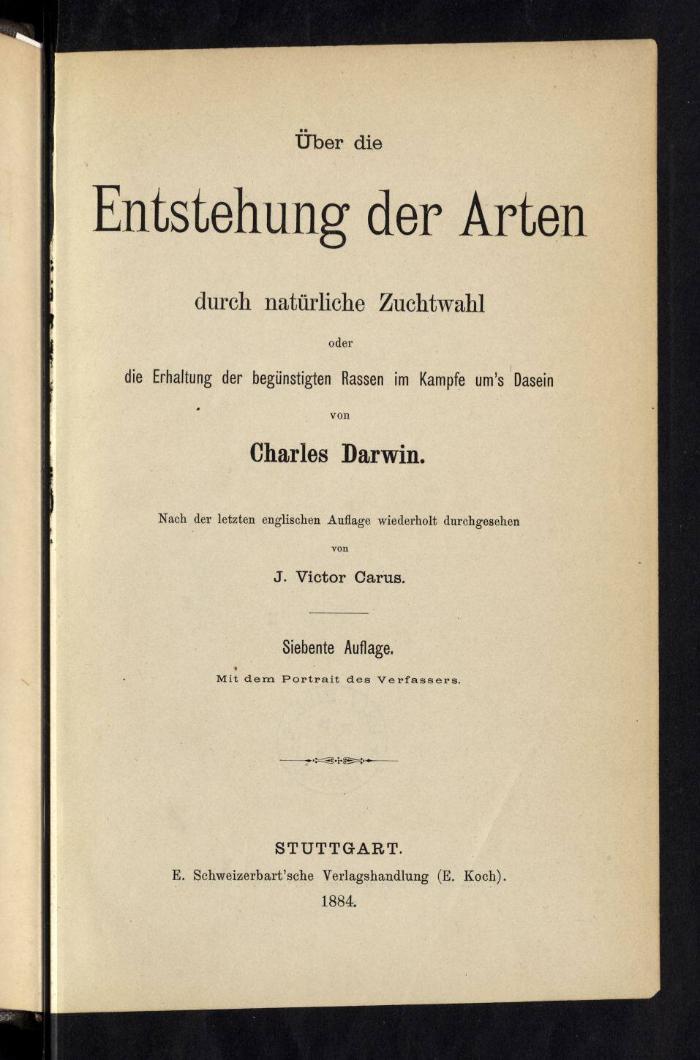 Über die
Entstehung der Arten
durch natürliche Zuchtwahl
oder
die Erhaltung der begünstigten Rassen im Kampfe um's Dasein
von
Charles Darwin.
Nach der letzten englischen Auflage wiederholt durchgesehen
von
J. Victor Carus.
Siebente Auflage.
Mit dem Portrait des Verfassers.
STUTTGART.
E. Schweizerbart'sche Verlagshandlung (E. Koch).
1884.